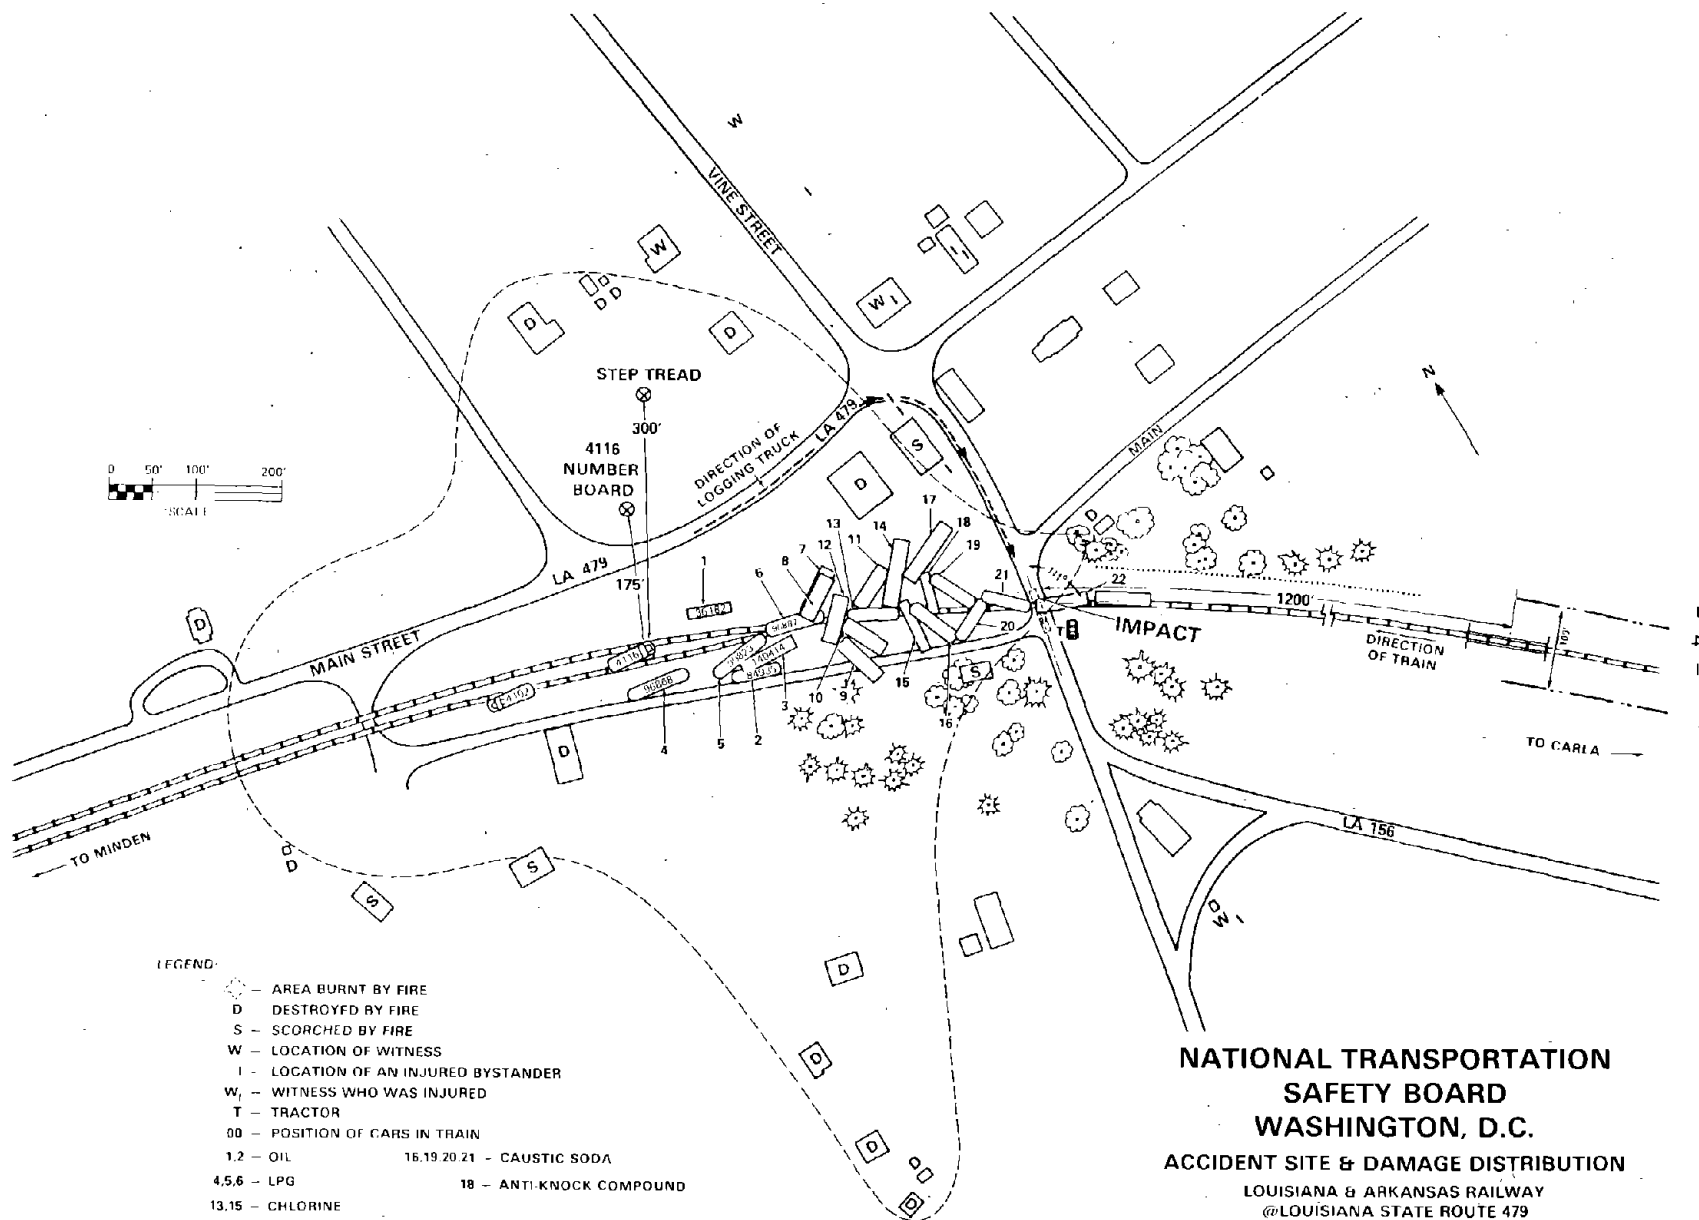 W
VINE STREET
I
W
W I
I I
D D
D
D
STEP TREAD
300'
4116
NUMBER
BOARD
DIRECTION OF
LOGGING TRUCK
LA 479
S
D
MAIN
N
0 50' 100' 200'
SCALE
LA 479
175'
MAIN STREET
D
1
6
7
8
12
13
11
14
17
18
19
21
22
D
S
1200'
IMPACT
T
DIRECTION
OF TRAIN
4116
4
5
2
3
10
9
15
16
20
S
D
TO CARLA
TO MINDEN
D
S
S
LA 156
W I
D
D
D
D
LEGEND
– AREA BURNT BY FIRE
D DESTROYED BY FIRE
S – SCORCHED BY FIRE
W – LOCATION OF WITNESS
I - LOCATION OF AN INJURED BYSTANDER
WI – WITNESS WHO WAS INJURED
T – TRACTOR
00 – POSITION OF CARS IN TRAIN
1,2 – OIL 16,19,20,21 - CAUSTIC SODA
4,5,6 – LPG 18 – ANTI-KNOCK COMPOUND
13,15 – CHLORINE
NATIONAL TRANSPORTATION
SAFETY BOARD
WASHINGTON, D.C.
ACCIDENT SITE & DAMAGE DISTRIBUTION
LOUISIANA & ARKANSAS RAILWAY
@LOUISIANA STATE ROUTE 479